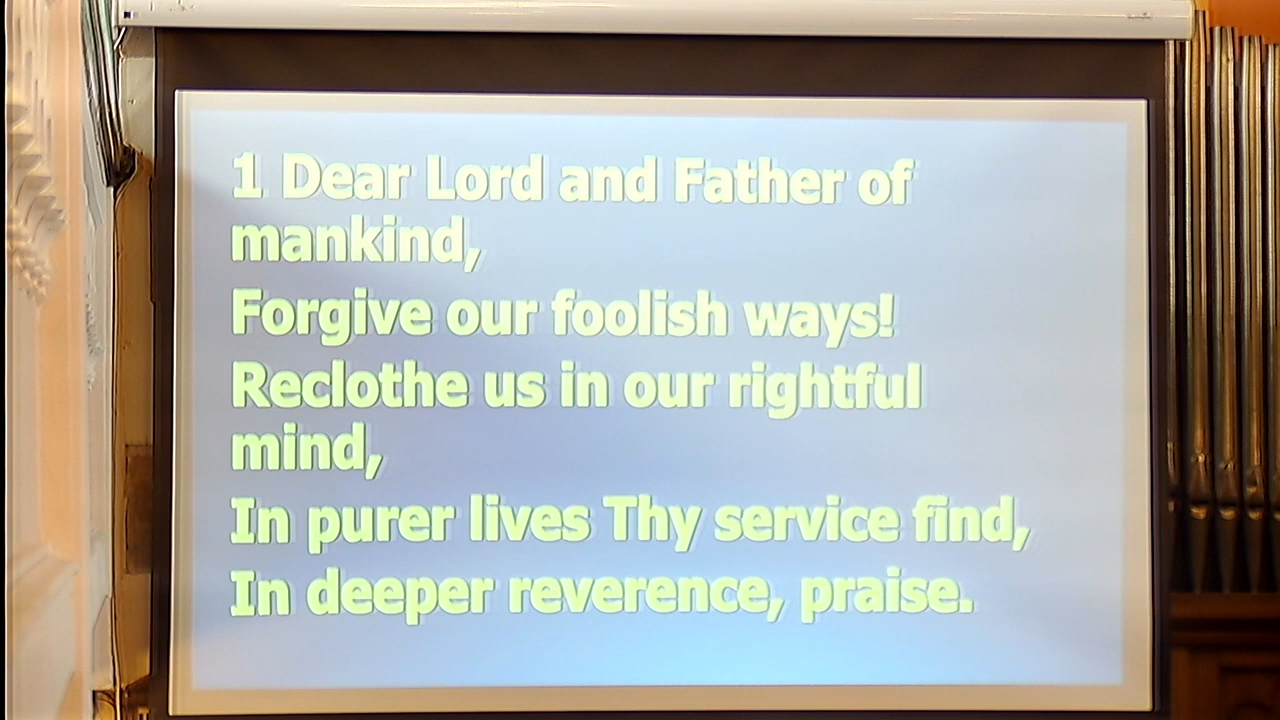 1 Dear Lord and Father of
mankind,
Forgive our foolish ways!
Reclothe us in our rightful
mind,
In purer lives Thy service find,
In deeper reverence, praise.